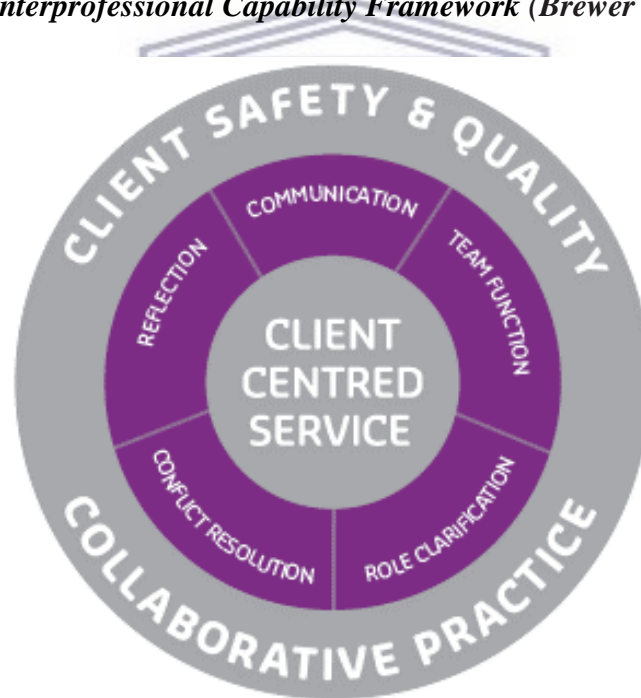 nterprofessional Capability Framework (Brewer
CLIENT SAFETY & QUALITY
COMMUNICATION
TEAM FUNCTION
ROLE CLARIFICATION
CONFLICT RESOLUTION
REFLECTION
CLIENT
CENTRED
SERVICE
COLLABORATIVE PRACTICE